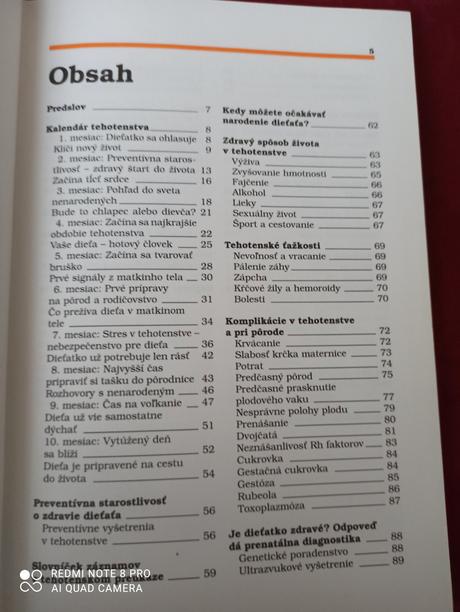 5
Obsah
Predslov 7
Kalendár tehotenstva 8
1. mesiac: Dieťatko sa ohlasuje 8
Klíči nový život 9
2. mesiac: Preventívna staros-
tlivosť – zdravý štart do života 13
Začína tĺcť srdce 16
3. mesiac: Pohľad do sveta
nenarodených 18
Bude to chlapec alebo dievča? 21
4. mesiac: Začína sa najkrajšie
obdobie tehotenstva 22
Vaše dieťa – hotový človek 25
5. mesiac: Začína sa tvarovať
bruško 28
Prvé signály z matkinho tela 30
6. mesiac: Prvé prípravy
na pôrod a rodičovstvo 31
Čo prežíva dieťa v matkinom
tele 34
7. mesiac: Stres v tehotenstve –
nebezpečenstvo pre dieťa 36
Dieťatko už potrebuje len rásť 42
8. mesiac: Najvyšší čas
pripraviť si tašku do pôrodnice 43
Rozhovory s nenarodeným 46
9. mesiac: Čas na voľkanie 47
Dieťa už vie samostatne
dýchať 51
10. mesiac: Vytúžený deň
sa blíži 52
Dieťa je pripravené na cestu
do života 54
Preventívna starostlivosť
o zdravie dieťaťa 56
Preventívne vyšetrenia
v tehotenstve 56
Slovníček záznamov
v tehotenskom preukaze 59
Kedy môžete očakávať
narodenie dieťaťa? 62
Zdravý spôsob života
v tehotenstve 63
Výživa 63
Zvyšovanie hmotnosti 65
Fajčenie 66
Alkohol 66
Lieky 67
Sexuálny život 67
Šport a cestovanie 67
Tehotenské ťažkosti 69
Nevoľnosť a vracanie 69
Pálenie záhy 69
Zápcha 69
Kŕčové žily a hemoroidy 70
Bolesti 70
Komplikácie v tehotenstve
a pri pôrode 72
Krvácanie 72
Slabosť krčka maternice 73
Potrat 74
Predčasný pôrod 75
Predčasné prasknutie
plodového vaku 77
Nesprávne polohy plodu 79
Prenášanie 80
Dvojčatá 81
Neznášanlivosť Rh faktorov 83
Cukrovka 84
Gestačná cukrovka 84
Gestóza 85
Rubeola 86
Toxoplazmóza 87
Je dieťatko zdravé? Odpoveď
dá prenatálna diagnostika 88
Genetické poradenstvo 88
Ultrazvukové vyšetrenie 89
REDMI NOTE 8 PRO
AI QUAD CAMERA